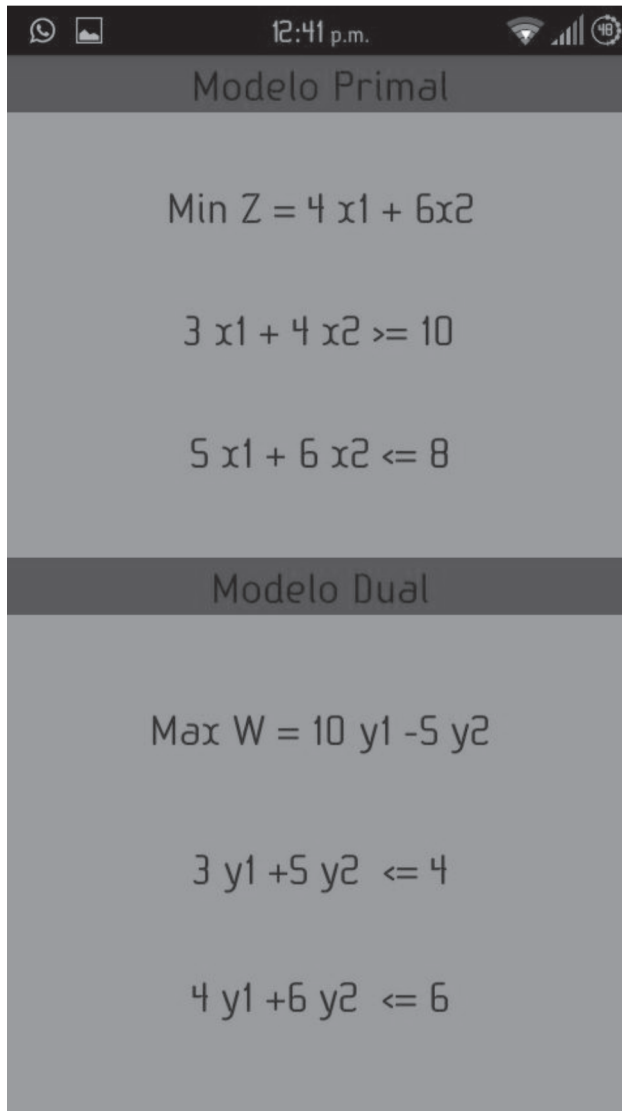 12:41 p.m. 48
Modelo Primal
Min Z = 4 x1 + 6x2
3 x1 + 4 x2 >= 10
5 x1 + 6 x2 <= 8
Modelo Dual
Max W = 10 y1 -5 y2
3 y1 +5 y2 <= 4
4 y1 +6 y2 <= 6